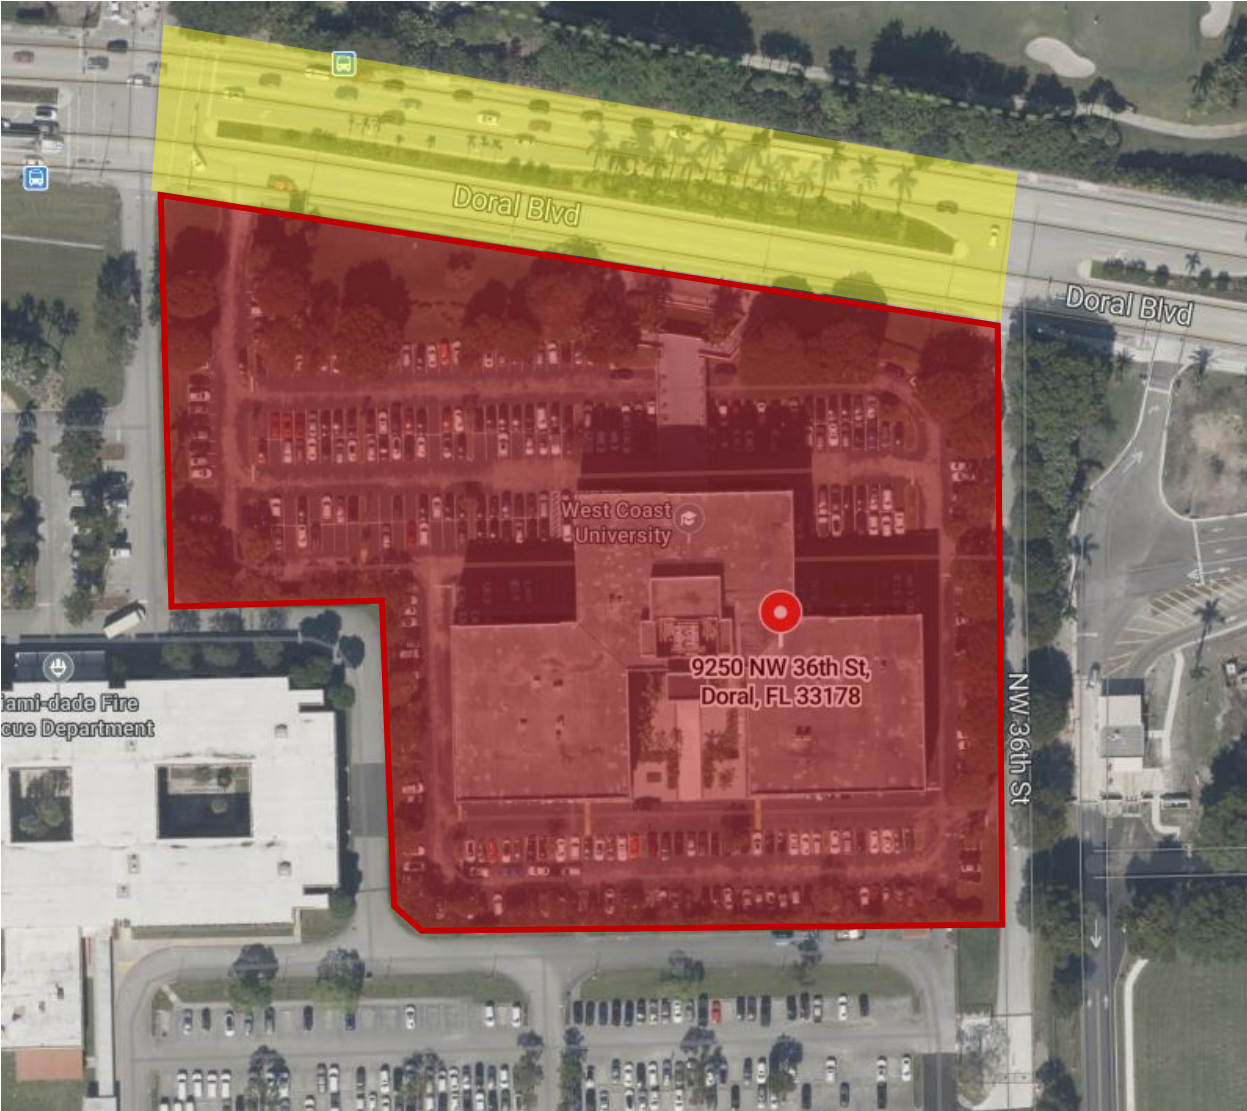 Doral Blvd
Doral Blvd
West Coast
University
9250 NW 36th St,
Doral, FL 33178
iami-dade Fire
cue Department
NW 36th St